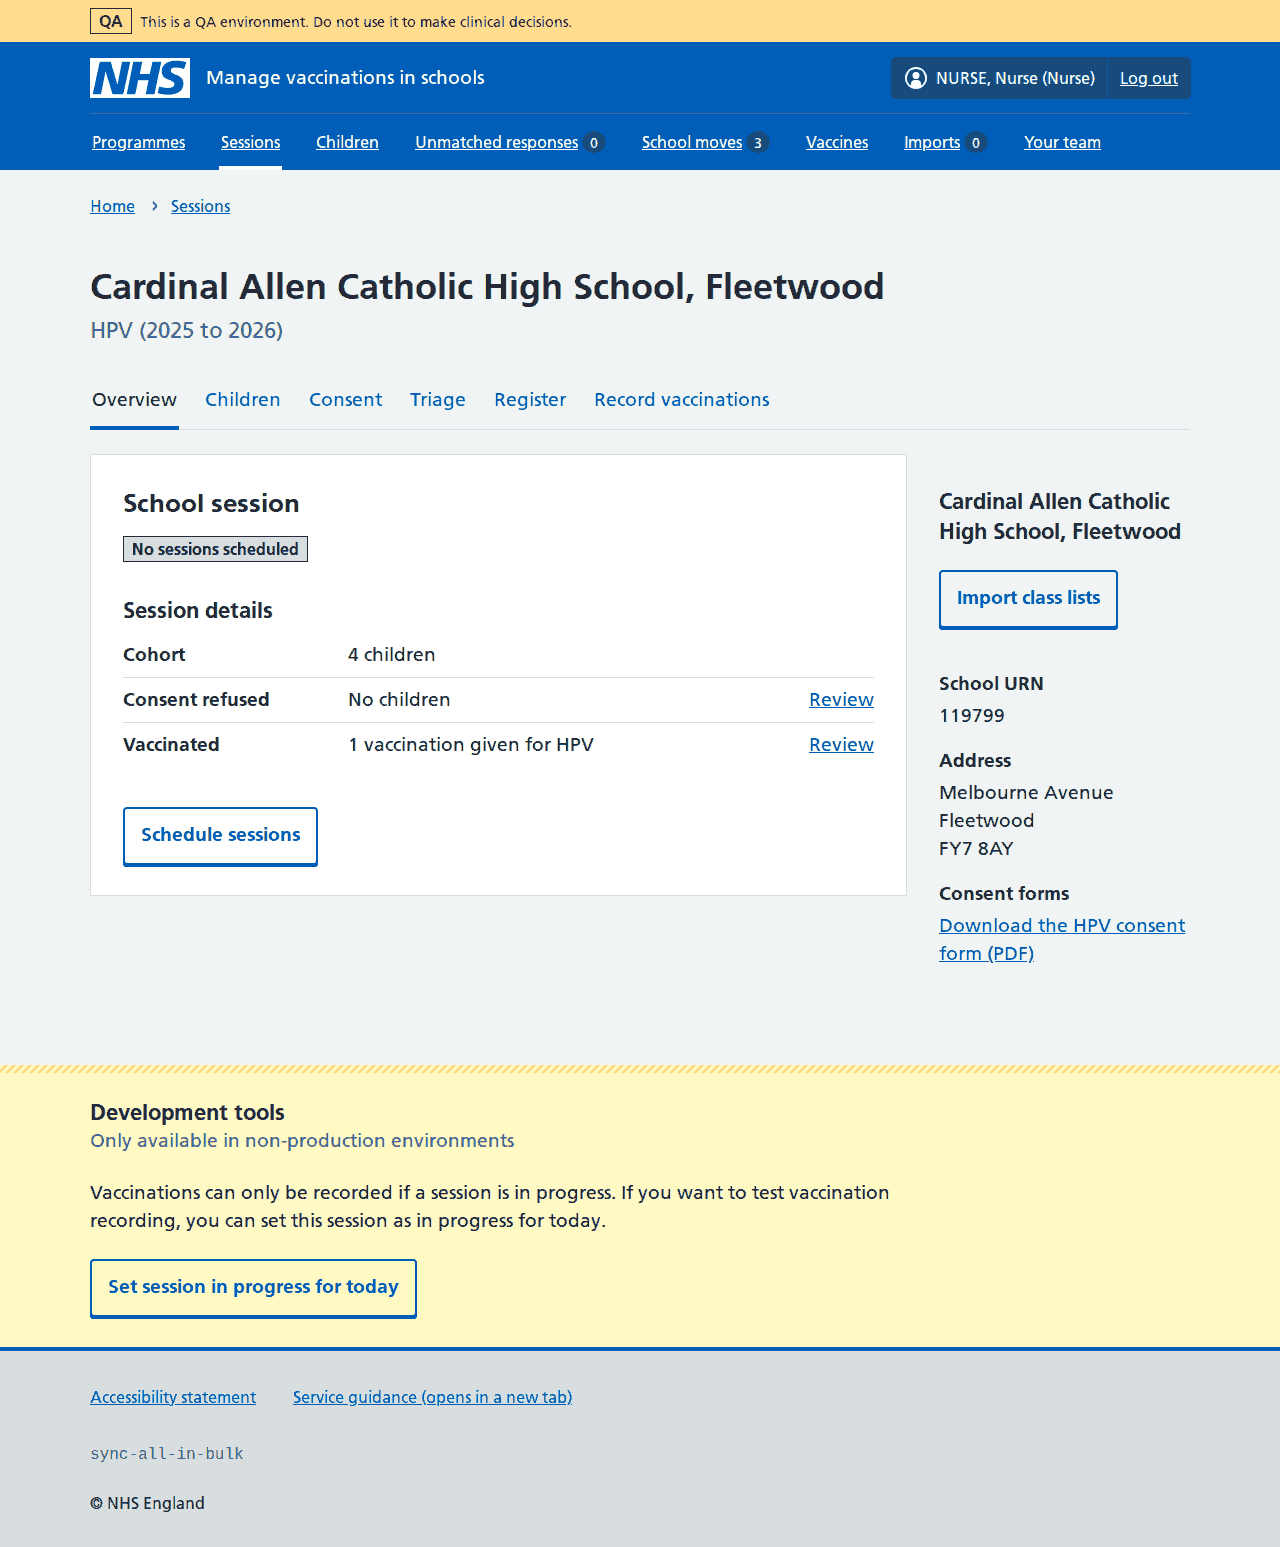 QA This is a QA environment. Do not use it to make clinical decisions.
NHS Manage vaccinations in schools NURSE, Nurse (Nurse) Log out
Programmes Sessions Children Unmatched responses 0 School moves 3 Vaccines Imports 0 Your team
Home › Sessions
Cardinal Allen Catholic High School, Fleetwood
HPV (2025 to 2026)
Overview Children Consent Triage Register Record vaccinations
School session
No sessions scheduled
Session details
Cohort 4 children
Consent refused No children Review
Vaccinated 1 vaccination given for HPV Review
Schedule sessions
Cardinal Allen Catholic
High School, Fleetwood
Import class lists
School URN
119799
Address
Melbourne Avenue
Fleetwood
FY7 8AY
Consent forms
Download the HPV consent
form (PDF)
Development tools
Only available in non-production environments
Vaccinations can only be recorded if a session is in progress. If you want to test vaccination
recording, you can set this session as in progress for today.
Set session in progress for today
Accessibility statement Service guidance (opens in a new tab)
sync-all-in-bulk
© NHS England